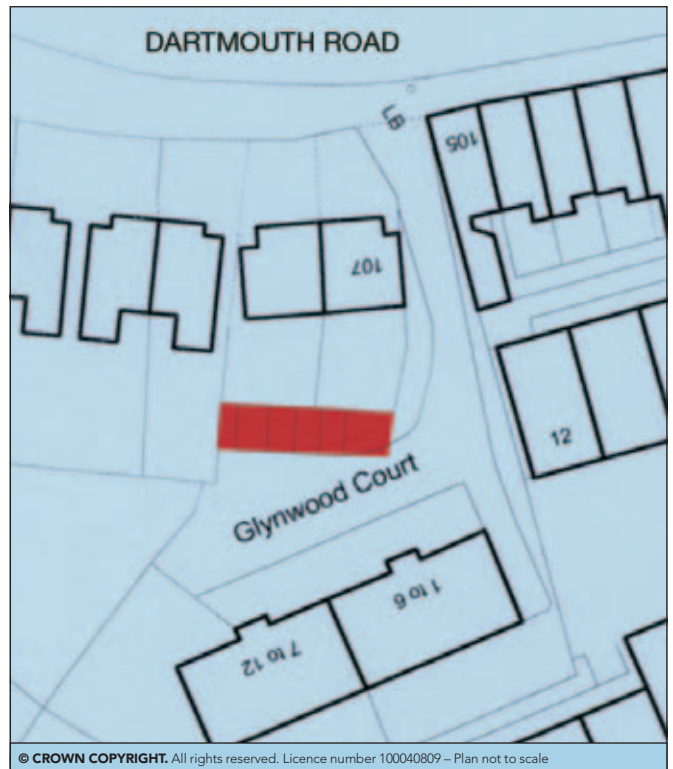 DARTMOUTH ROAD
LB
105
107
12
Glynwood Court
1 to 6
7 to 12
© CROWN COPYRIGHT. All rights reserved. Licence number 100040809 – Plan not to scale